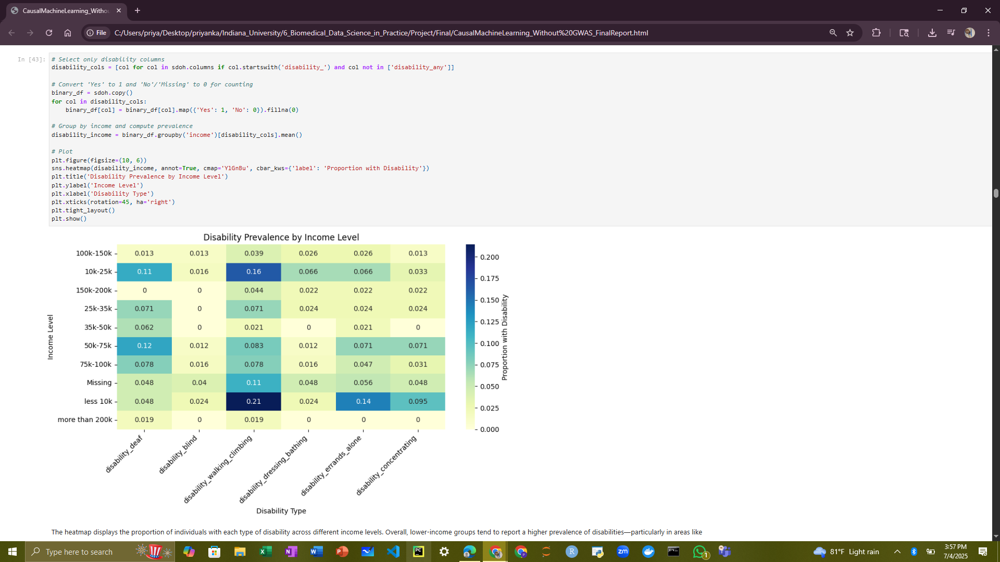 CausalMachineLearning_Withou
File
C:/Users/priya/Desktop/priyanka/Indiana_University/6_Biomedical_Data_Science_in_Practice/Project/Final/CausalMachineLearning_Without%20GWAS_FinalReport.html
In [43]:
# Select only disability columns
disability_cols = [col for col in sdoh.columns if col.startswith('disability_') and col not in ['disability_any']]
# Convert 'Yes' to 1 and 'No'/'Missing' to 0 for counting
binary_df = sdoh.copy()
for col in disability_cols:
    binary_df[col] = binary_df[col].map({'Yes': 1, 'No': 0}).fillna(0)
# Group by income and compute prevalence
disability_income = binary_df.groupby('income')[disability_cols].mean()
# Plot
plt.figure(figsize=(10, 6))
sns.heatmap(disability_income, annot=True, cmap='YlGnBu', cbar_kws={'label': 'Proportion with Disability'})
plt.title('Disability Prevalence by Income Level')
plt.ylabel('Income Level')
plt.xlabel('Disability Type')
plt.xticks(rotation=45, ha='right')
plt.tight_layout()
plt.show()
Disability Prevalence by Income Level
100k-150k 0.013 0.013 0.039 0.026 0.026 0.013
10k-25k 0.11 0.016 0.16 0.066 0.066 0.033
150k-200k 0 0 0.044 0.022 0.022 0.022
25k-35k 0.071 0 0.071 0.024 0.024 0.024
35k-50k 0.062 0 0.021 0 0.021 0
50k-75k 0.12 0.012 0.083 0.012 0.071 0.071
75k-100k 0.078 0.016 0.078 0.016 0.047 0.031
Missing 0.048 0.04 0.11 0.048 0.056 0.048
less 10k 0.048 0.024 0.21 0.024 0.14 0.095
more than 200k 0.019 0 0.019 0 0 0
Income Level
disability_deaf
disability_blind
disability_walking_climbing
disability_dressing_bathing
disability_errands_alone
disability_concentrating
Disability Type
0.200
0.175
0.150
0.125
0.100
0.075
0.050
0.025
0.000
Proportion with Disability
The heatmap displays the proportion of individuals with each type of disability across different income levels. Overall, lower-income groups tend to report a higher prevalence of disabilities—particularly in areas like
Type here to search
PC
R
zm
1
81°F Light rain
3:57 PM
7/4/2025